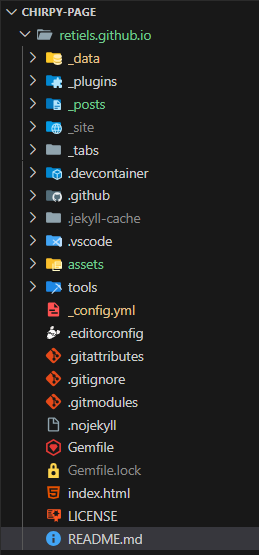 CHIRPY-PAGE
retiels.github.io
_data
_plugins
_posts
_site
_tabs
.devcontainer
.github
.jekyll-cache
.vscode
assets
tools
_config.yml
.editorconfig
.gitattributes
.gitignore
.gitmodules
.nojekyll
Gemfile
Gemfile.lock
index.html
LICENSE
README.md